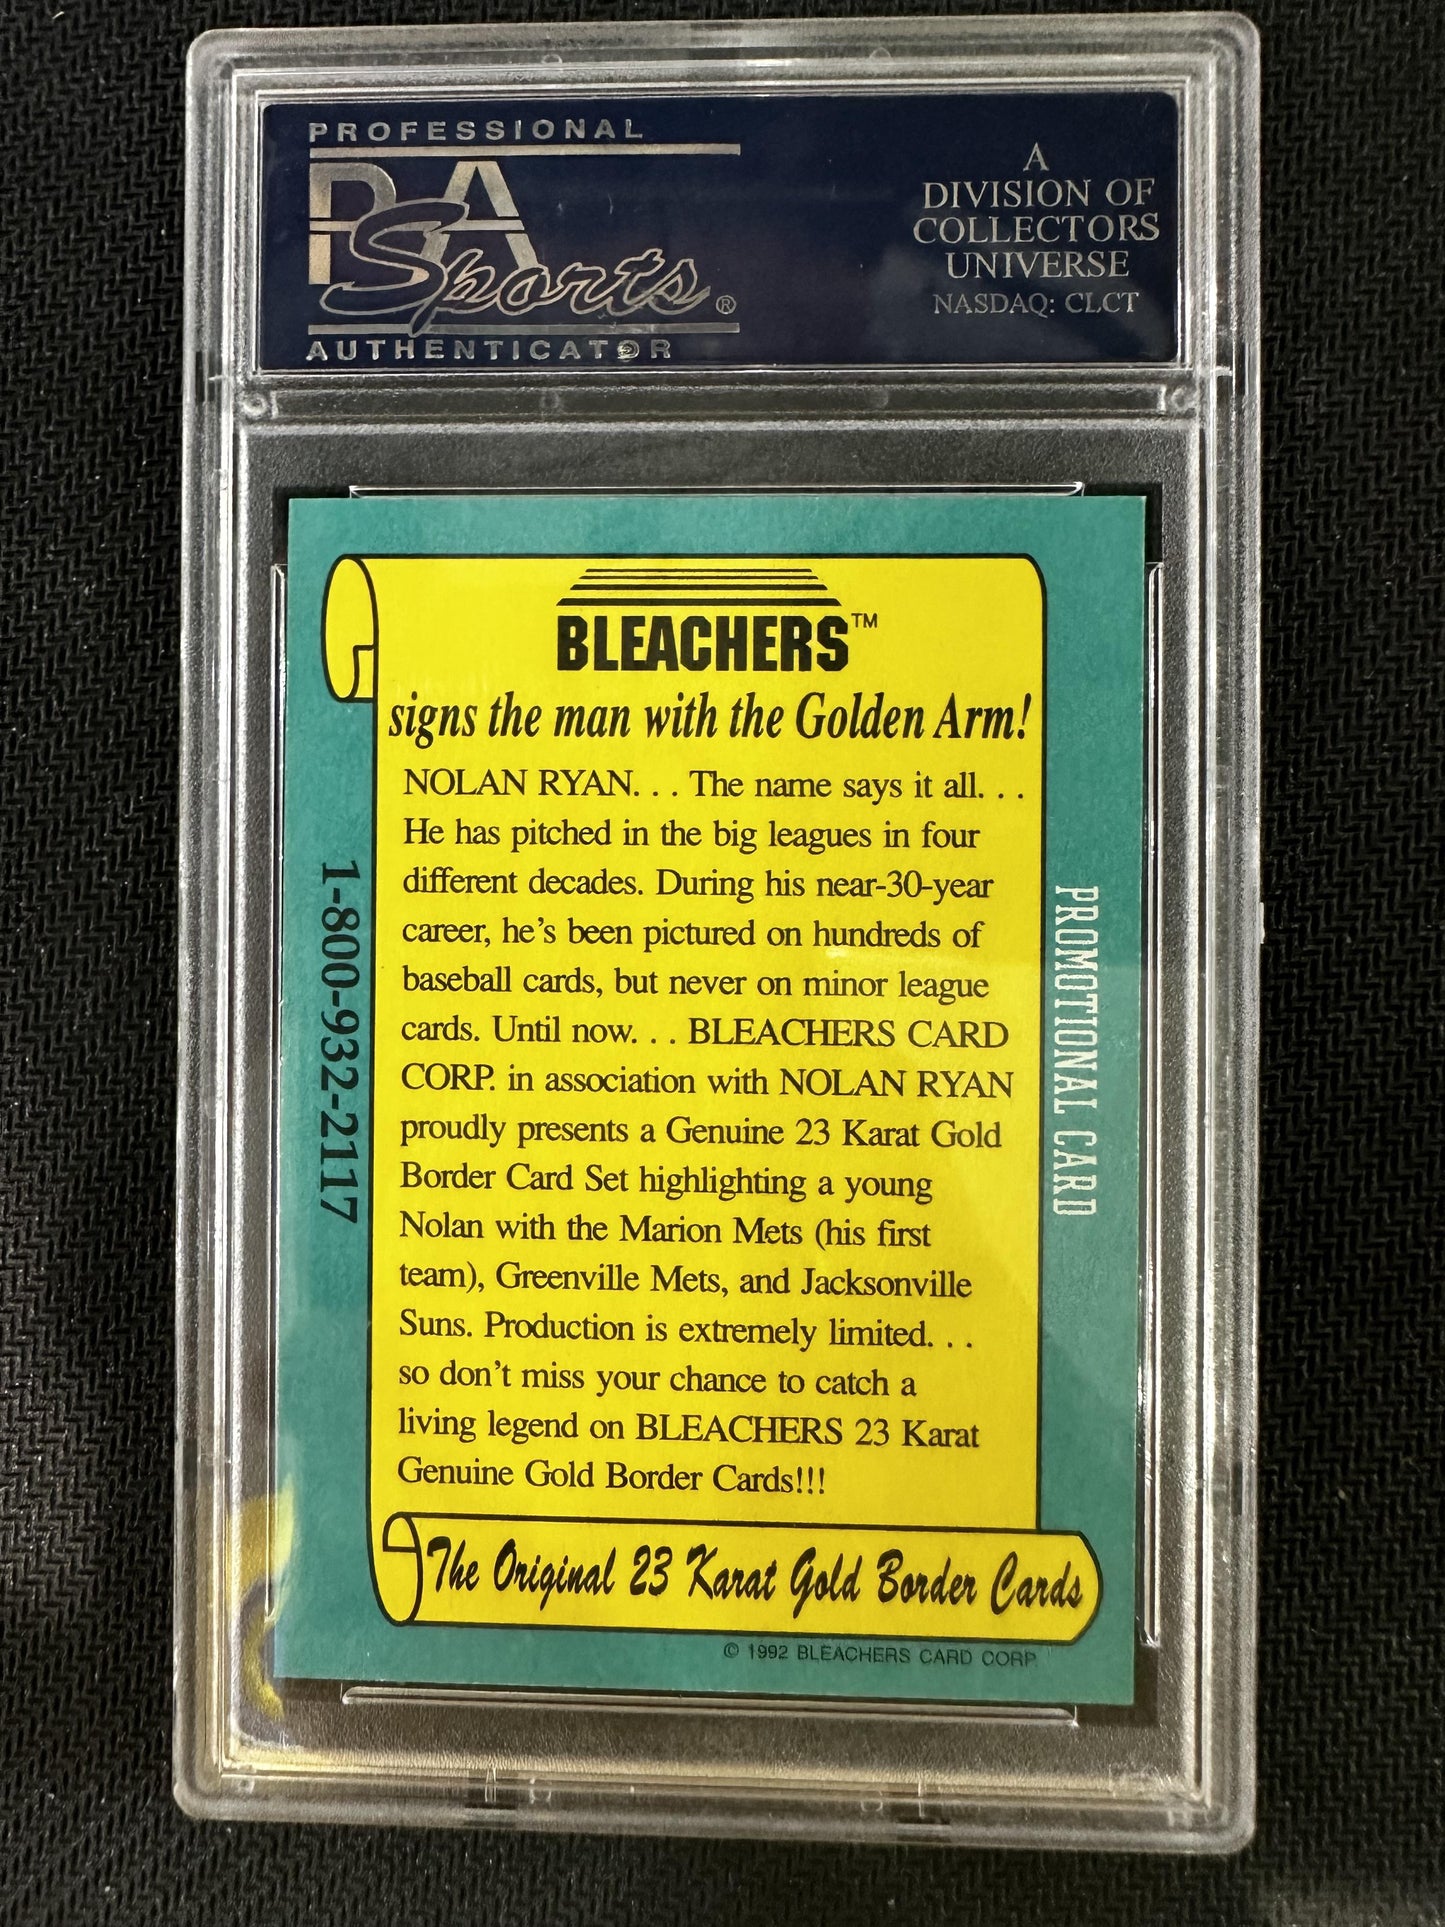 PROFESSIONAL
PSA
Sports®
AUTHENTICATOR
A
DIVISION OF
COLLECTORS
UNIVERSE
NASDAQ: CLCT
BLEACHERS™
signs the man with the Golden Arm!
NOLAN RYAN. . . The name says it all. . .
He has pitched in the big leagues in four
different decades. During his near-30-year
career, he's been pictured on hundreds of
baseball cards, but never on minor league
cards. Until now. . . BLEACHERS CARD
CORP. in association with NOLAN RYAN
proudly presents a Genuine 23 Karat Gold
Border Card Set highlighting a young
Nolan with the Marion Mets (his first
team), Greenville Mets, and Jacksonville
Suns. Production is extremely limited. . .
so don't miss your chance to catch a
living legend on BLEACHERS 23 Karat
Genuine Gold Border Cards!!!
The Original 23 Karat Gold Border Cards
© 1992 BLEACHERS CARD CORP.
1-800-932-2117
PROMOTIONAL CARD